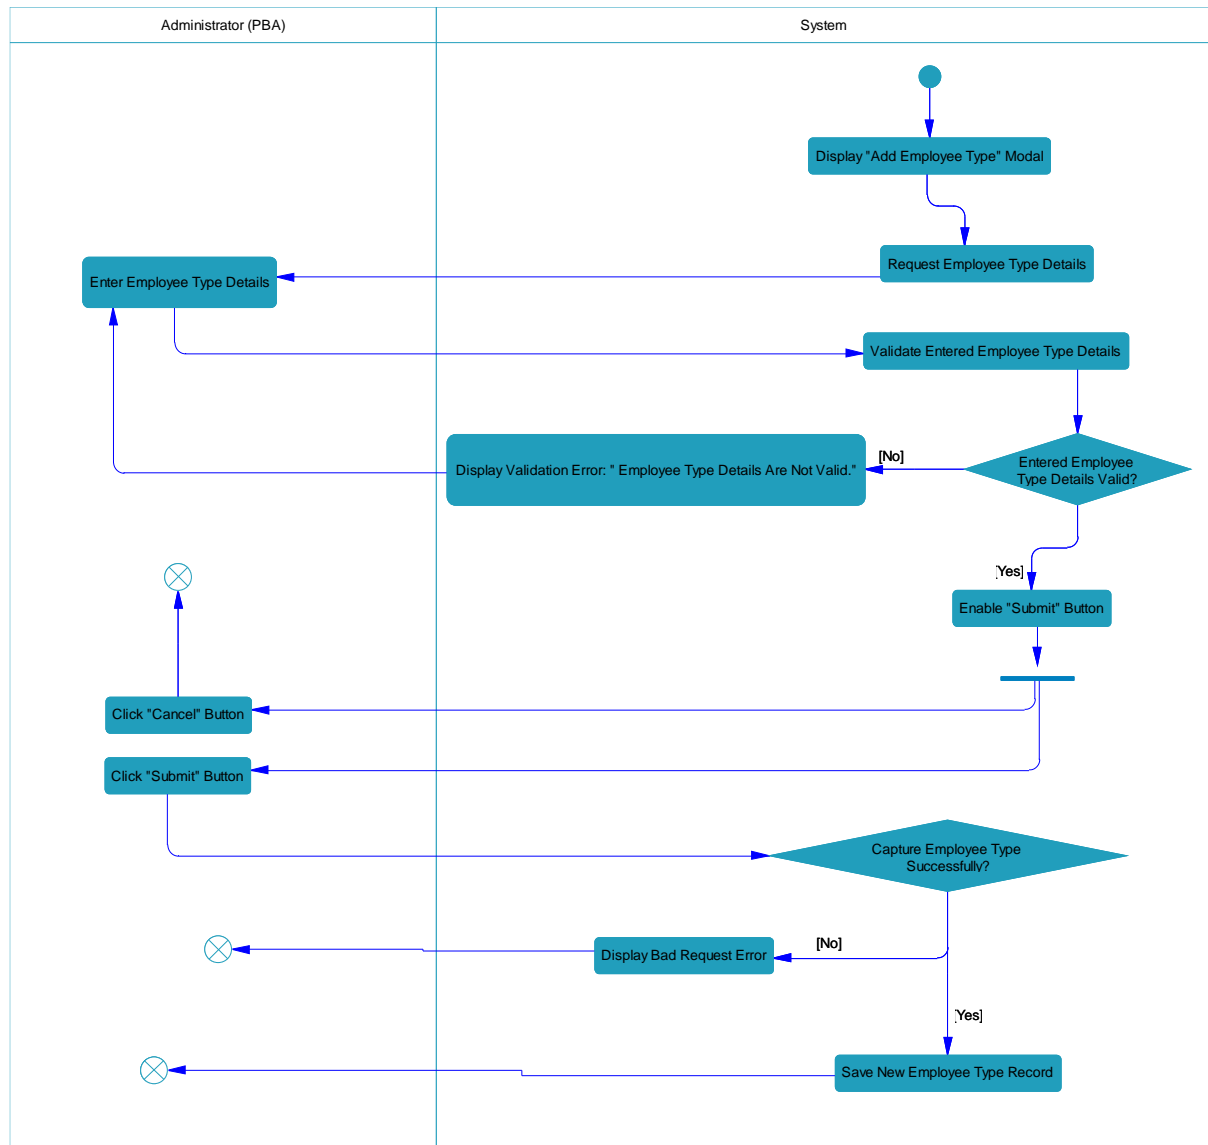 Administrator (PBA)
System
Display "Add Employee Type" Modal
Request Employee Type Details
Enter Employee Type Details
Validate Entered Employee Type Details
Entered Employee
Type Details Valid?
[No]
Display Validation Error: " Employee Type Details Are Not Valid."
[Yes]
Enable "Submit" Button
Click "Cancel" Button
Click "Submit" Button
Capture Employee Type
Successfully?
[No]
Display Bad Request Error
[Yes]
Save New Employee Type Record